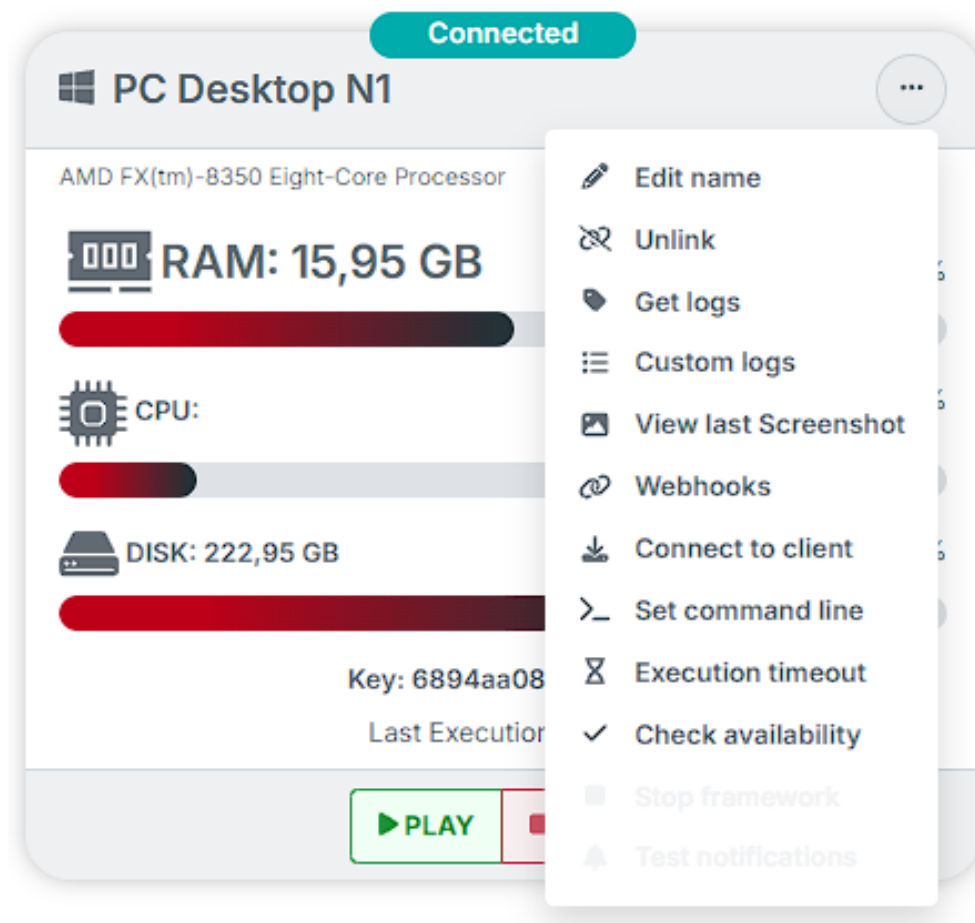 Connected
PC Desktop N1
...
AMD FX(tm)-8350 Eight-Core Processor
RAM: 15,95 GB
CPU:
DISK: 222,95 GB
Key: 6894aa08
Last Execution
PLAY
Edit name
Unlink
Get logs
Custom logs
View last Screenshot
Webhooks
Connect to client
Set command line
Execution timeout
Check availability
Stop framework
Test notifications